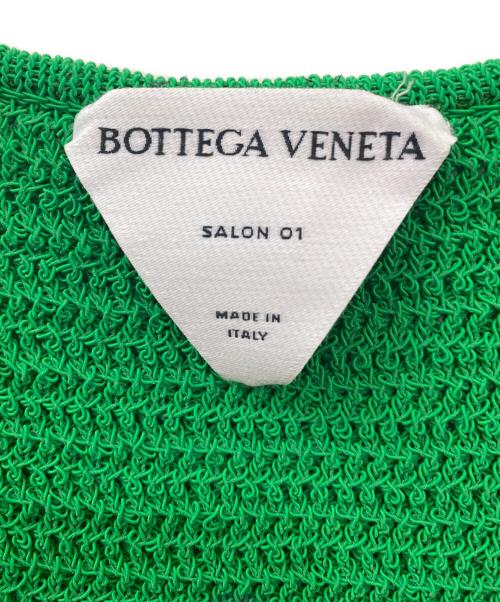 BOTTEGA VENETA
SALON 01
MADE IN
ITALY